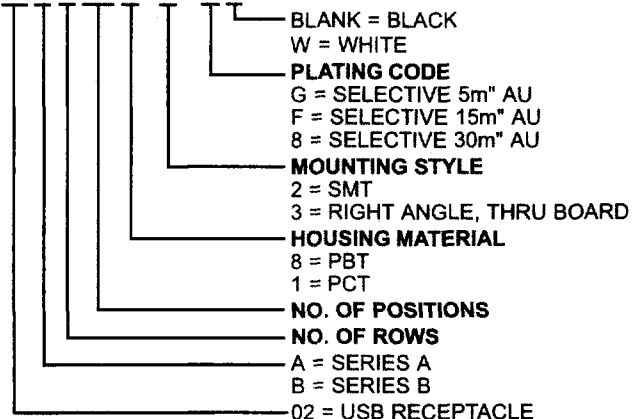 BLANK = BLACK
W = WHITE
PLATING CODE
G = SELECTIVE 5m" AU
F = SELECTIVE 15m" AU
8 = SELECTIVE 30m" AU
MOUNTING STYLE
2 = SMT
3 = RIGHT ANGLE, THRU BOARD
HOUSING MATERIAL
8 = PBT
1 = PCT
NO. OF POSITIONS
NO. OF ROWS
A = SERIES A
B = SERIES B
02 = USB RECEPTACLE